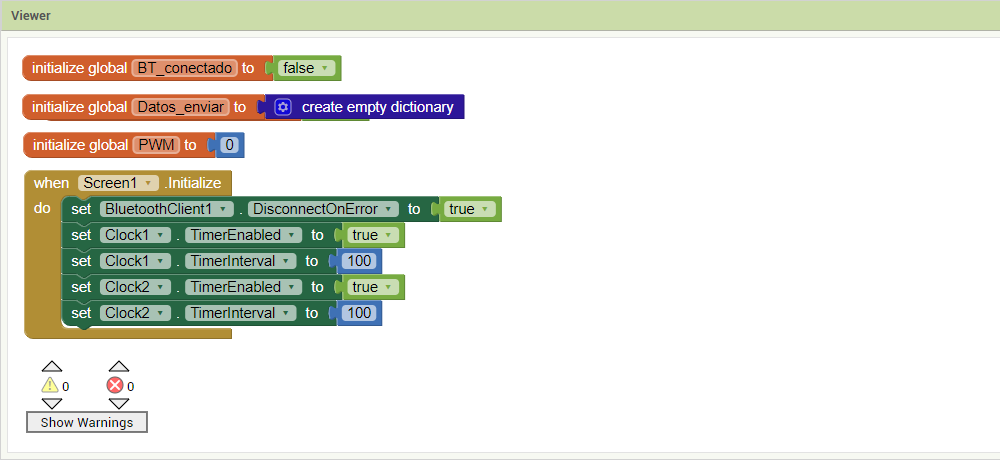 Viewer
initialize global BT_conectado to false
initialize global Datos_enviar to create empty dictionary
initialize global PWM to 0
when Screen1 .Initialize
do set BluetoothClient1 . DisconnectOnError to true
set Clock1 . TimerEnabled to true
set Clock1 . TimerInterval to 100
set Clock2 . TimerEnabled to true
set Clock2 . TimerInterval to 100
0 0
Show Warnings